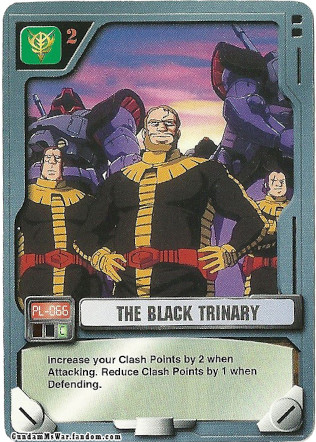 2
PL-066
C
THE BLACK TRINARY
Increase your Clash Points by 2 when
Attacking. Reduce Clash Points by 1 when
Defending.
GundamMsWar.fandom.com